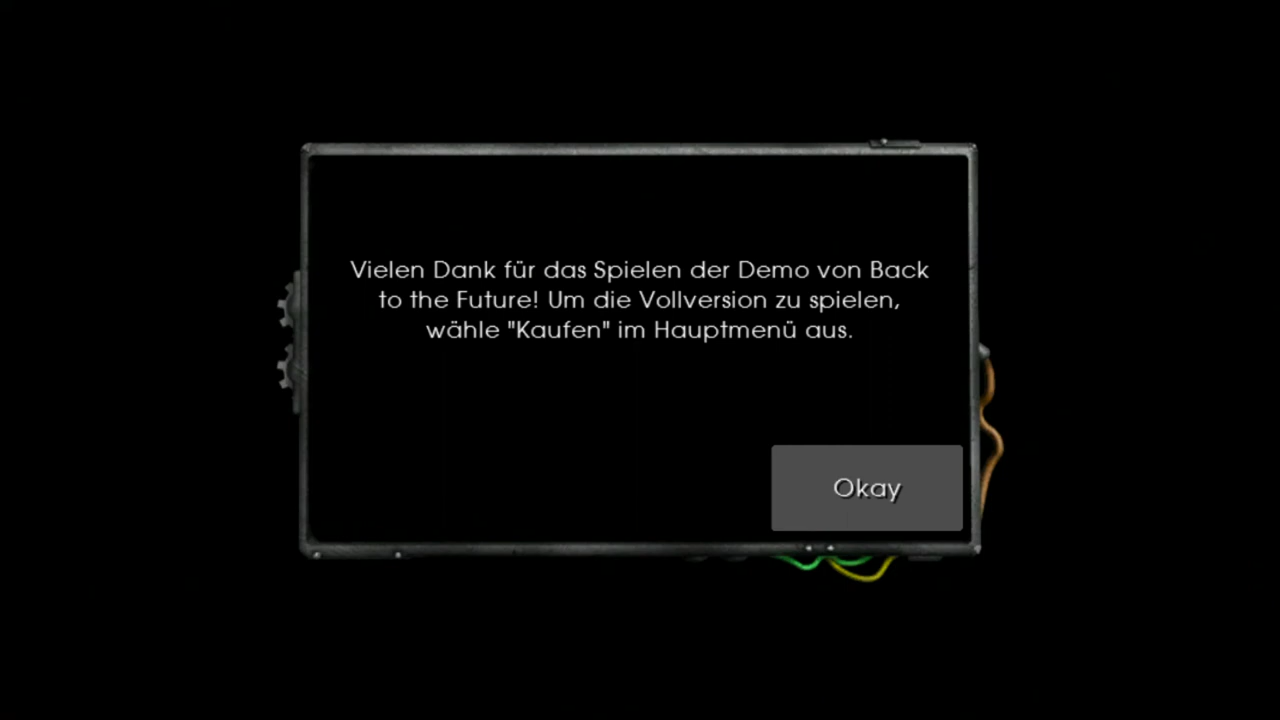 Vielen Dank für das Spielen der Demo von Back
to the Future! Um die Vollversion zu spielen,
wähle "Kaufen" im Hauptmenü aus.
Okay